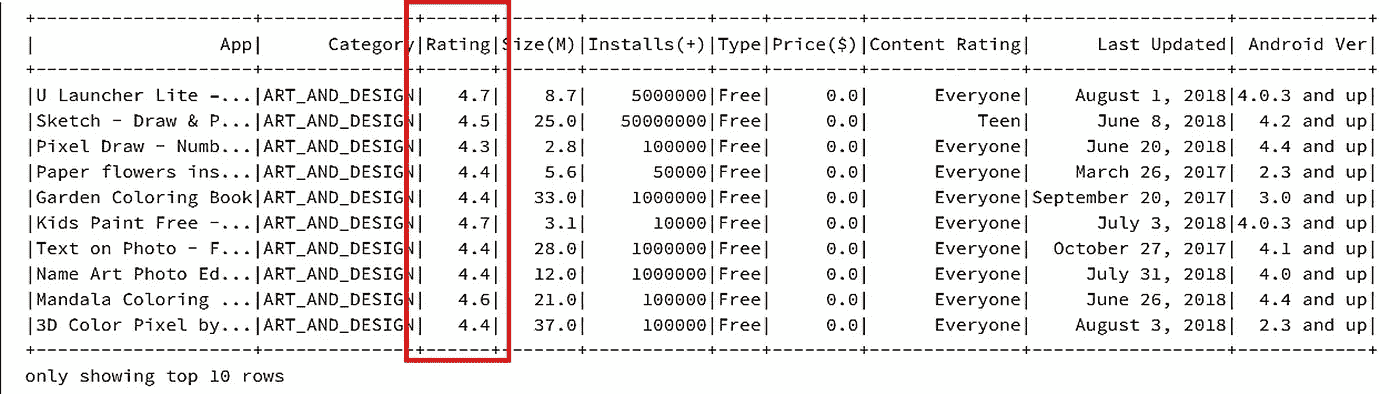 +--------------------+--------------+------+-------+-----------+----+--------+--------------+------------------+------------+
|                 App|      Category|Rating|Size(M)|Installs(+)|Type|Price($)|Content Rating|      Last Updated| Android Ver|
+--------------------+--------------+------+-------+-----------+----+--------+--------------+------------------+------------+
|U Launcher Lite –...|ART_AND_DESIGN|   4.7|    8.7|    5000000|Free|     0.0|      Everyone|    August 1, 2018|4.0.3 and up|
|Sketch - Draw & P...|ART_AND_DESIGN|   4.5|   25.0|   50000000|Free|     0.0|          Teen|      June 8, 2018|  4.2 and up|
|Pixel Draw - Numb...|ART_AND_DESIGN|   4.3|    2.8|     100000|Free|     0.0|      Everyone|     June 20, 2018|  4.4 and up|
|Paper flowers ins...|ART_AND_DESIGN|   4.4|    5.6|      50000|Free|     0.0|      Everyone|    March 26, 2017|  2.3 and up|
|Garden Coloring Book|ART_AND_DESIGN|   4.4|   33.0|    1000000|Free|     0.0|      Everyone|September 20, 2017|  3.0 and up|
|Kids Paint Free -...|ART_AND_DESIGN|   4.7|    3.1|      10000|Free|     0.0|      Everyone|      July 3, 2018|4.0.3 and up|
|Text on Photo - F...|ART_AND_DESIGN|   4.4|   28.0|    1000000|Free|     0.0|      Everyone|  October 27, 2017|  4.1 and up|
|Name Art Photo Ed...|ART_AND_DESIGN|   4.4|   12.0|    1000000|Free|     0.0|      Everyone|     July 31, 2018|  4.0 and up|
|Mandala Coloring ...|ART_AND_DESIGN|   4.6|   21.0|     100000|Free|     0.0|      Everyone|     June 26, 2018|  4.4 and up|
|3D Color Pixel by...|ART_AND_DESIGN|   4.4|   37.0|     100000|Free|     0.0|      Everyone|    August 3, 2018|  2.3 and up|
+--------------------+--------------+------+-------+-----------+----+--------+--------------+------------------+------------+
only showing top 10 rows